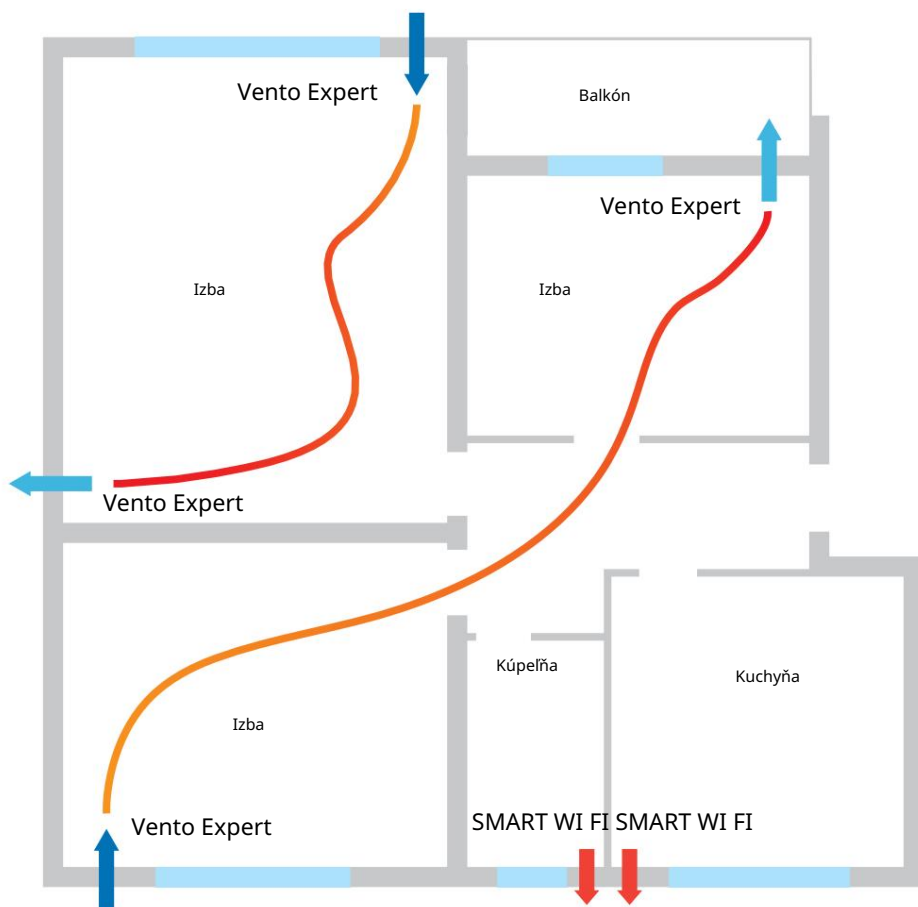 Vento Expert
Balkón
Vento Expert
Izba
Izba
Vento Expert
Kúpeľňa
Kuchyňa
Izba
Vento Expert
SMART WI FI SMART WI FI